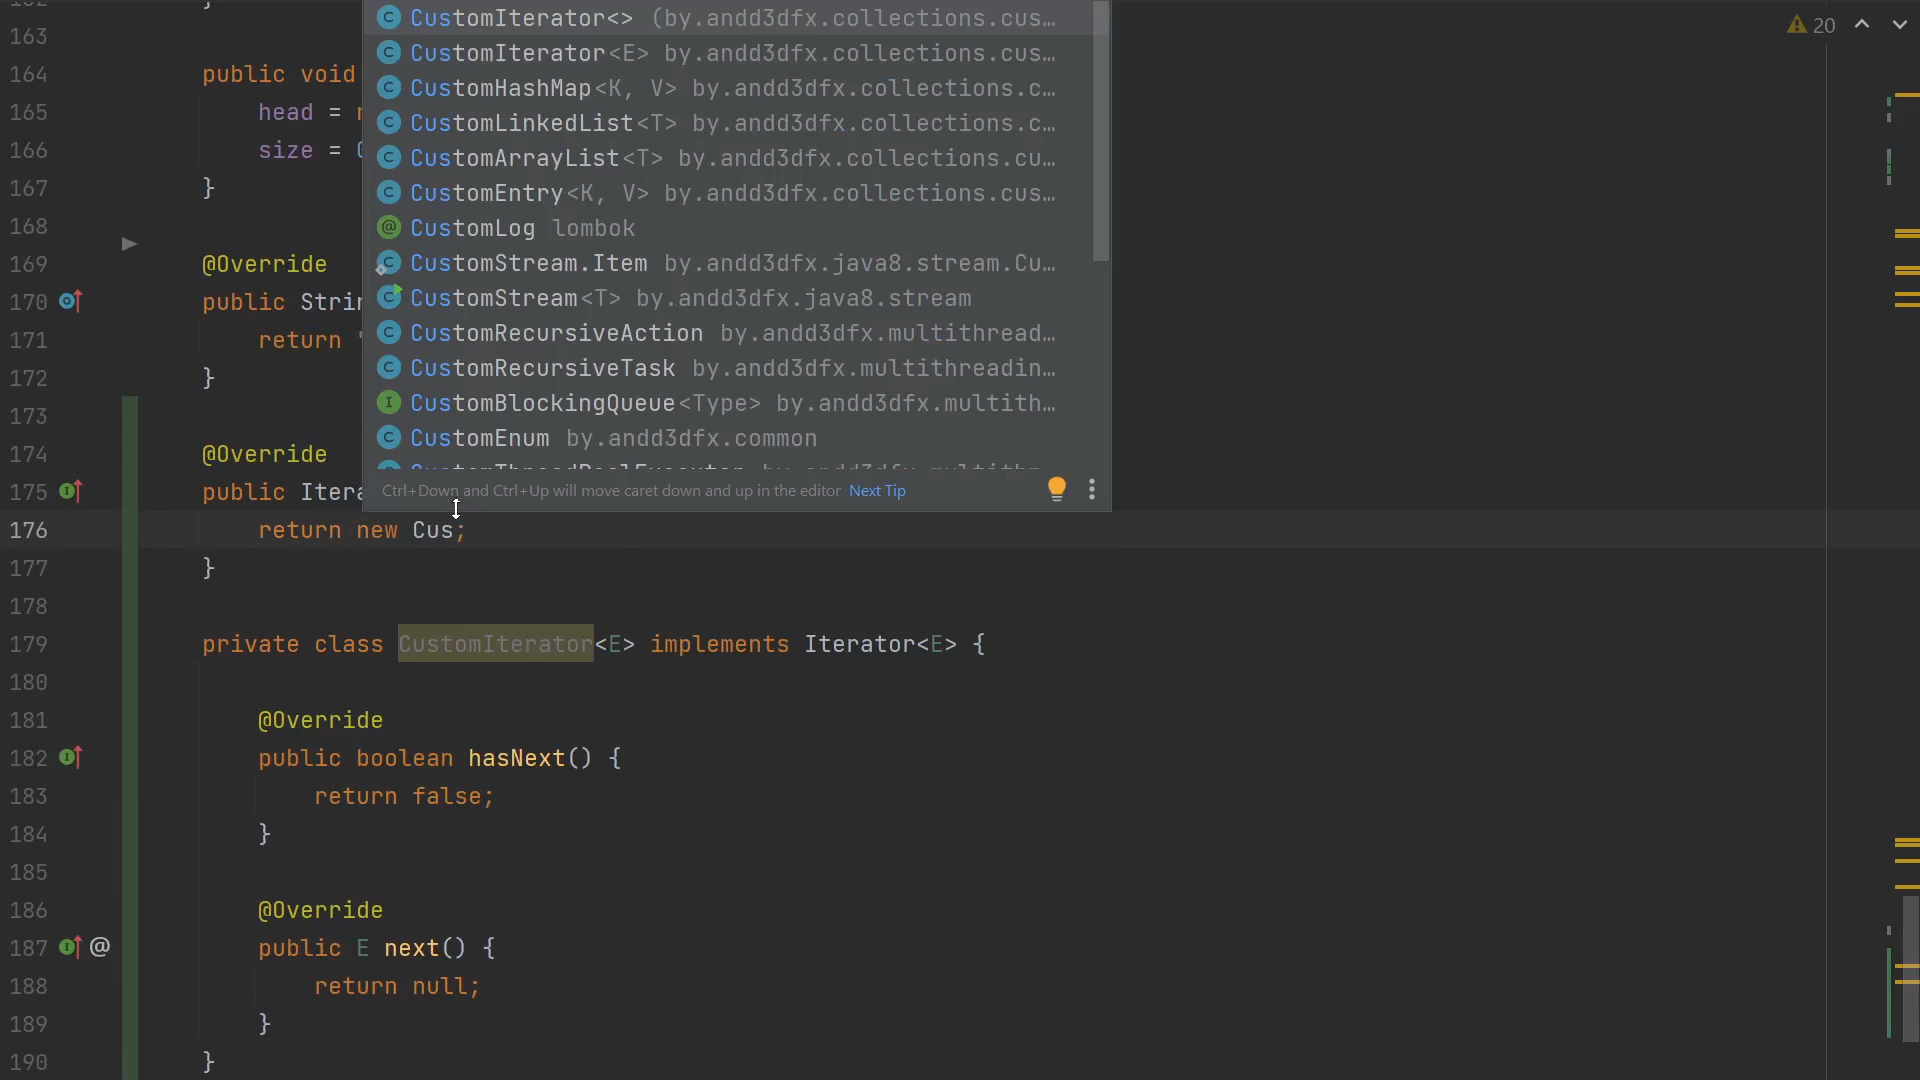 163
164 public void
165 head =
166 size =
167 }
168
169 @Override
170 public
171 return
172 }
173
174 @Override
175 public
176 return new Cus;
177 }
178
179 private class CustomIterator<E> implements Iterator<E> {
180
181 @Override
182 public boolean hasNext() {
183 return false;
184 }
185
186 @Override
187 @ public E next() {
188 return null;
189 }
190 }
CustomIterator<> (by.andd3dfx.collections.cus…
CustomIterator<E> by.andd3dfx.collections.cus…
CustomHashMap<K, V> by.andd3dfx.collections.c…
CustomLinkedList<T> by.andd3dfx.collections.c…
CustomArrayList<T> by.andd3dfx.collections.cu…
CustomEntry<K, V> by.andd3dfx.collections.cus…
CustomLog lombok
CustomStream.Item by.andd3dfx.java8.stream.Cu…
CustomStream<T> by.andd3dfx.java8.stream
CustomRecursiveAction by.andd3dfx.multithread…
CustomRecursiveTask by.andd3dfx.multithreadin…
CustomBlockingQueue<Type> by.andd3dfx.multith…
CustomEnum by.andd3dfx.common
Ctrl+Down and Ctrl+Up will move caret down and up in the editor Next Tip
20